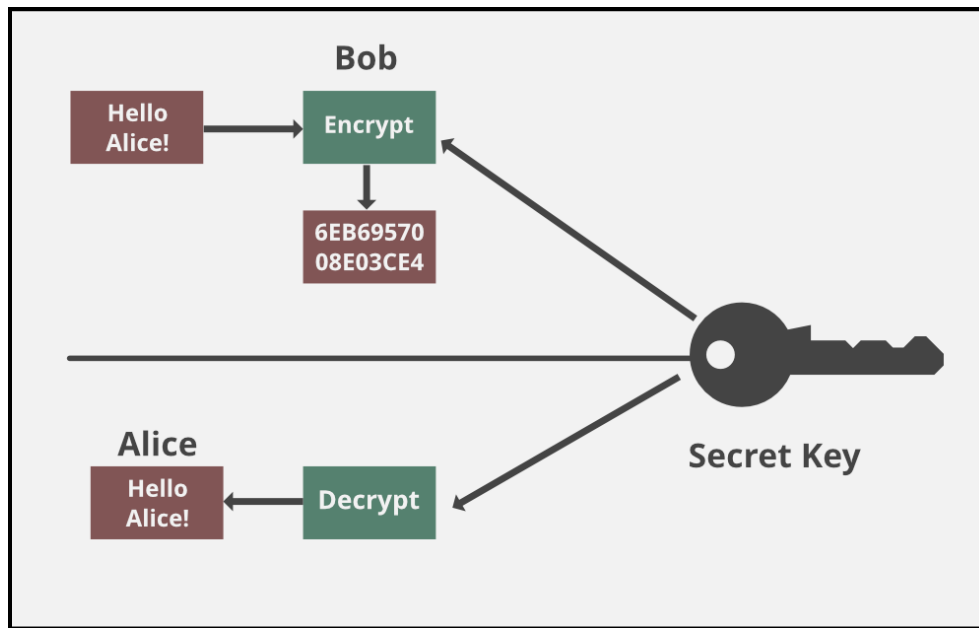 Bob
Hello
Alice!
Encrypt
6EB69570
08E03CE4
Alice
Hello
Alice!
Decrypt
Secret Key